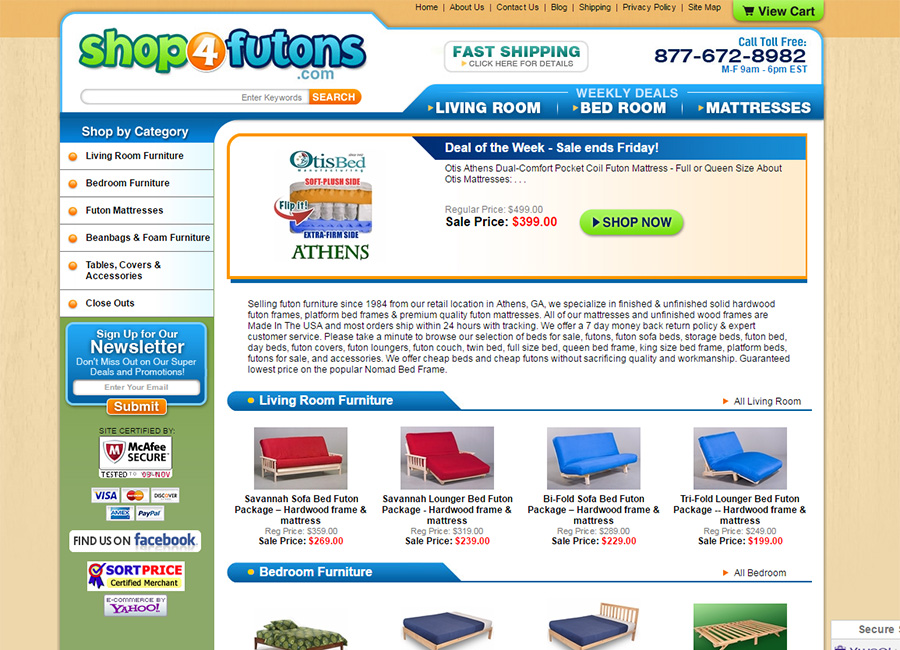 Home | About Us | Contact Us | Blog | Shipping | Privacy Policy | Site Map
View Cart
shop4futons
.com
FAST SHIPPING
CLICK HERE FOR DETAILS
Call Toll Free:
877-672-8982
M-F 9am - 6pm EST
Enter Keywords SEARCH
WEEKLY DEALS
LIVING ROOM | BED ROOM | MATTRESSES
Shop by Category
Living Room Furniture
Bedroom Furniture
Futon Mattresses
Beanbags & Foam Furniture
Tables, Covers &
Accessories
Close Outs
Sign Up for Our
Newsletter
Don't Miss Out on Our Super
Deals and Promotions!
Enter Your Email
Submit
SITE CERTIFIED BY:
McAfee
SECURE
TESTED 09-NOV
VISA MasterCard DISCOVER
AMEX PayPal
FIND US ON facebook.
SORTPRICE
Certified Merchant
E-COMMERCE BY
YAHOO!
OtisBed
Manufacturing
SOFT-PLUSH SIDE
Flip it!
EXTRA-FIRM SIDE
ATHENS
Deal of the Week - Sale ends Friday!
Otis Athens Dual-Comfort Pocket Coil Futon Mattress - Full or Queen Size About
Otis Mattresses: . . .
Regular Price: $499.00
Sale Price: $399.00
SHOP NOW
Selling futon furniture since 1984 from our retail location in Athens, GA, we specialize in finished & unfinished solid hardwood
futon frames, platform bed frames & premium quality futon mattresses. All of our mattresses and unfinished wood frames are
Made In The USA and most orders ship within 24 hours with tracking. We offer a 7 day money back return policy & expert
customer service. Please take a minute to browse our selection of beds for sale, futons, futon sofa beds, storage beds, futon bed,
day beds, futon covers, futon loungers, futon couch, twin bed, full size bed, queen bed frame, king size bed frame, platform beds,
futons for sale, and accessories. We offer cheap beds and cheap futons without sacrificing quality and workmanship. Guaranteed
lowest price on the popular Nomad Bed Frame.
Living Room Furniture
All Living Room
Savannah Sofa Bed Futon
Package – Hardwood frame &
mattress
Reg Price: $359.00
Sale Price: $269.00
Savannah Lounger Bed Futon
Package - Hardwood frame &
mattress
Reg Price: $319.00
Sale Price: $239.00
Bi-Fold Sofa Bed Futon
Package – Hardwood frame &
mattress
Reg Price: $289.00
Sale Price: $229.00
Tri-Fold Lounger Bed Futon
Package -- Hardwood frame &
mattress
Reg Price: $249.00
Sale Price: $199.00
Bedroom Furniture
All Bedroom
Secure